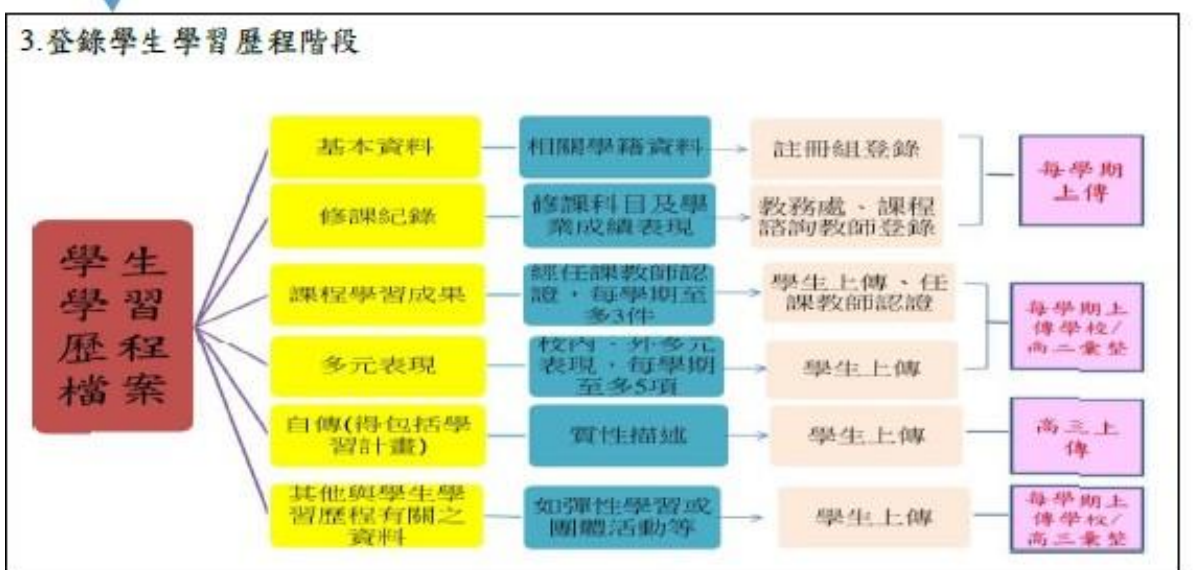 3.登錄學生學習歷程階段
學生
學習
歷程
檔案
基本資料
相關學籍資料
註冊組登錄
修課紀錄
修課科目及學
業成績表現
教務處、課程
諮詢教師登錄
每學期
上傳
課程學習成果
經任課教師認
證，每學期至
多3件
學生上傳、任
課教師認證
多元表現
校內、外多元
表現，每學期
至多5項
學生上傳
每學期上
傳學校/
高二彙整
自傳(得包括學
習計畫)
質性描述
學生上傳
高三上
傳
其他與學生學
習歷程有關之
資料
如彈性學習或
團體活動等
學生上傳
每學期上
傳學校/
高三彙整